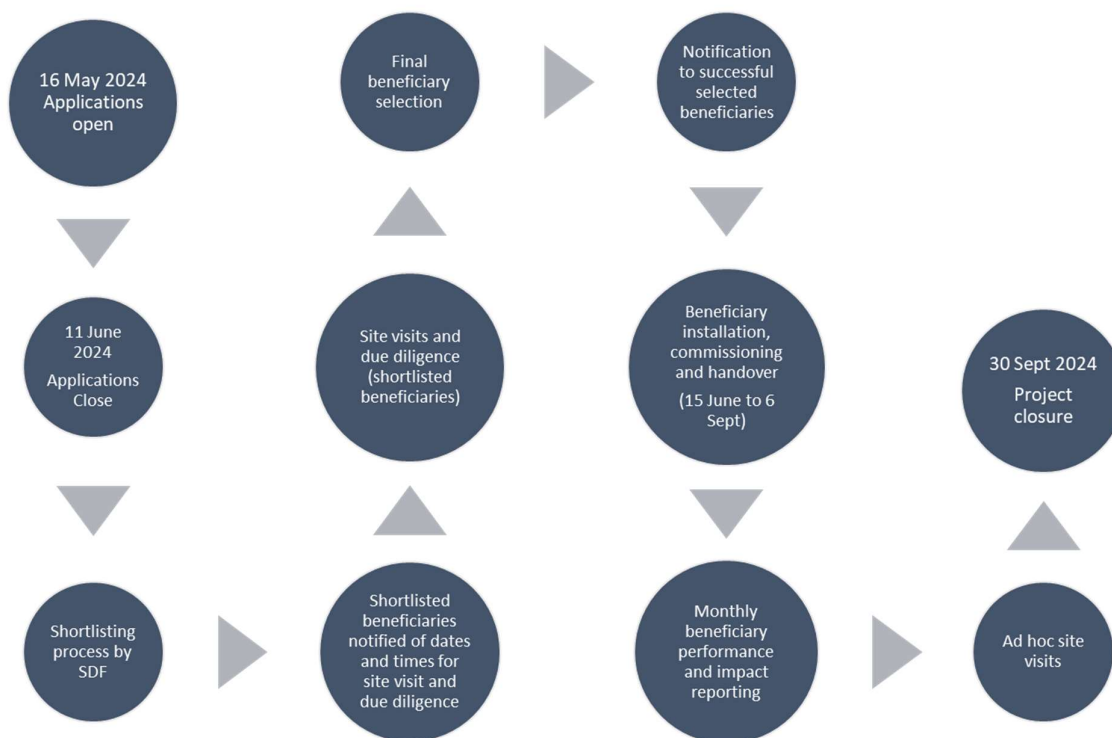 16 May 2024
Applications
open
11 June
2024
Applications
Close
Shortlisting
process by
SDF
Shortlisted
beneficiaries
notified of dates
and times for
site visit and
due diligence
Site visits and
due diligence
(shortlisted
beneficiaries)
Final
beneficiary
selection
Notification
to successful
selected
beneficiaries
Beneficiary
installation,
commissioning
and handover
(15 June to 6
Sept)
Monthly
beneficiary
performance
and impact
reporting
Ad hoc site
visits
30 Sept 2024
Project
closure